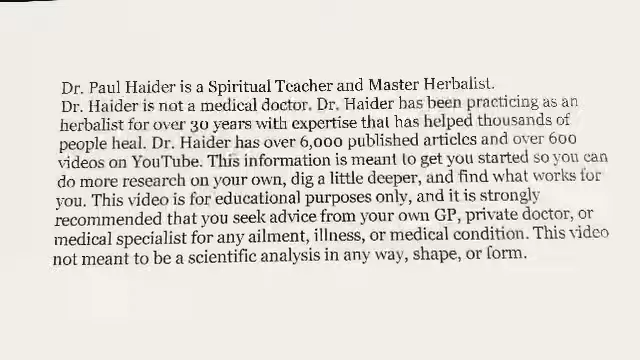 Dr. Paul Haider is a Spiritual Teacher and Master Herbalist.
Dr. Haider is not a medical doctor. Dr. Haider has been practicing as an
herbalist for over 30 years with expertise that has helped thousands of
people heal. Dr. Haider has over 6,000 published articles and over 600
videos on YouTube. This information is meant to get you started so you can
do more research on your own, dig a little deeper, and find what works for
you. This video is for educational purposes only, and it is strongly
recommended that you seek advice from your own GP, private doctor, or
medical specialist for any ailment, illness, or medical condition. This video
not meant to be a scientific analysis in any way, shape, or form.